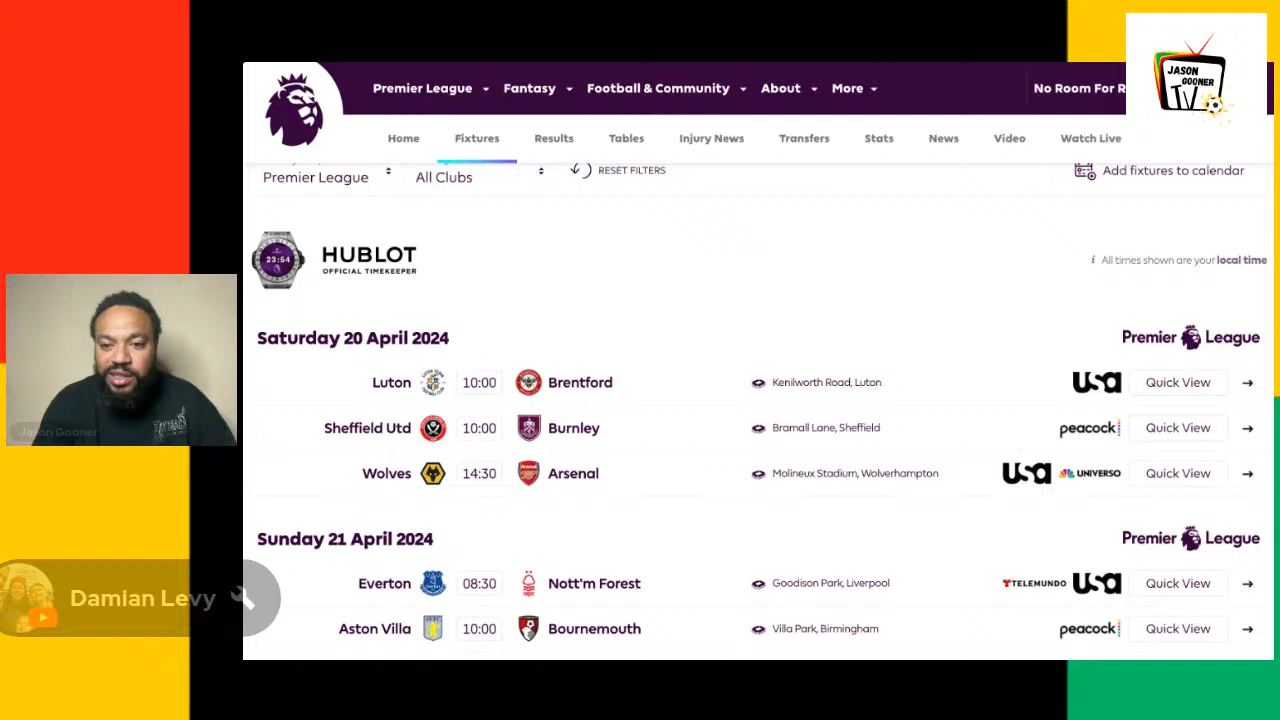 JASON
GOONER
TV
Premier League
Fantasy
Football & Community
About
More
No Room For R
Home
Fixtures
Results
Tables
Injury News
Transfers
Stats
News
Video
Watch Live
Premier League
All Clubs
RESET FILTERS
Add fixtures to calendar
23:54
HUBLOT
OFFICIAL TIMEKEEPER
i All times shown are your local time
Saturday 20 April 2024
Premier League
Luton 10:00 Brentford Kenilworth Road, Luton usa Quick View →
Sheffield Utd 10:00 Burnley Bramall Lane, Sheffield peacock Quick View →
Wolves 14:30 Arsenal Molineux Stadium, Wolverhampton usa UNIVERSO Quick View →
Sunday 21 April 2024
Premier League
Everton 08:30 Nott'm Forest Goodison Park, Liverpool TELEMUNDO usa Quick View →
Aston Villa 10:00 Bournemouth Villa Park, Birmingham peacock Quick View →
Jason Gooner
Damian Levy